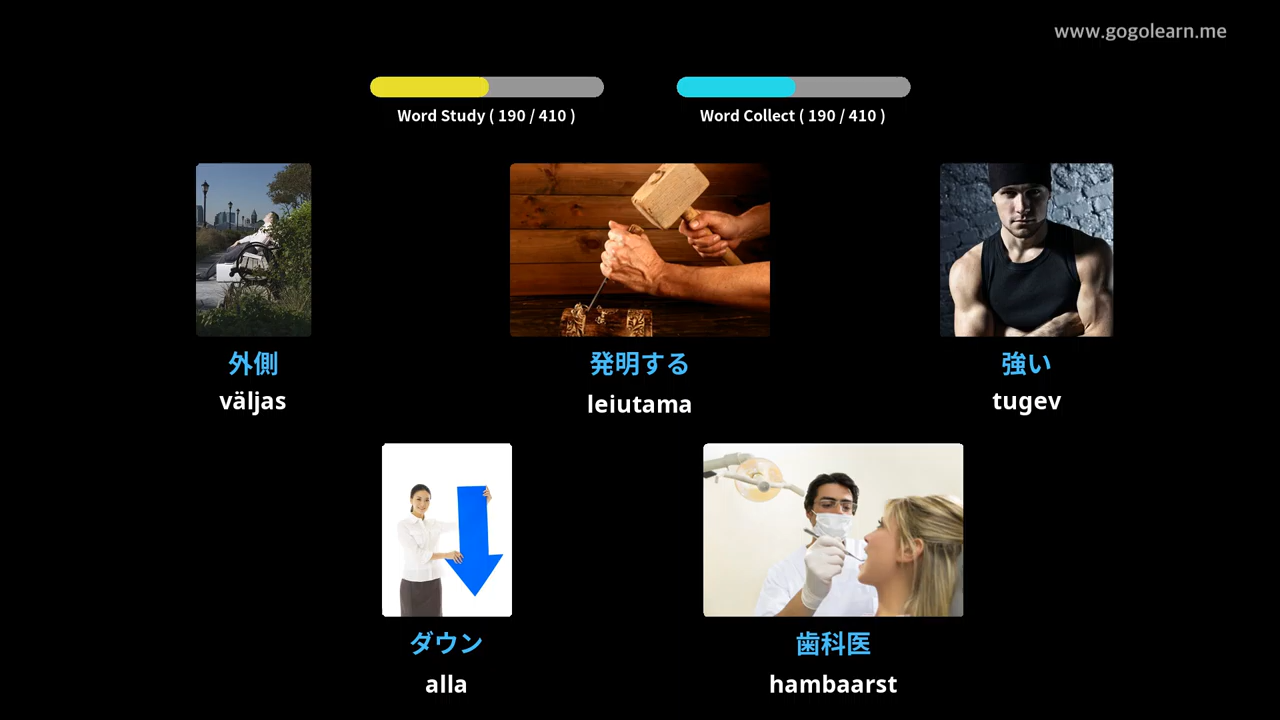 www.gogolearn.me
Word Study ( 190 / 410 )
Word Collect ( 190 / 410 )
外側
väljas
発明する
leiutama
強い
tugev
ダウン
alla
歯科医
hambaarst